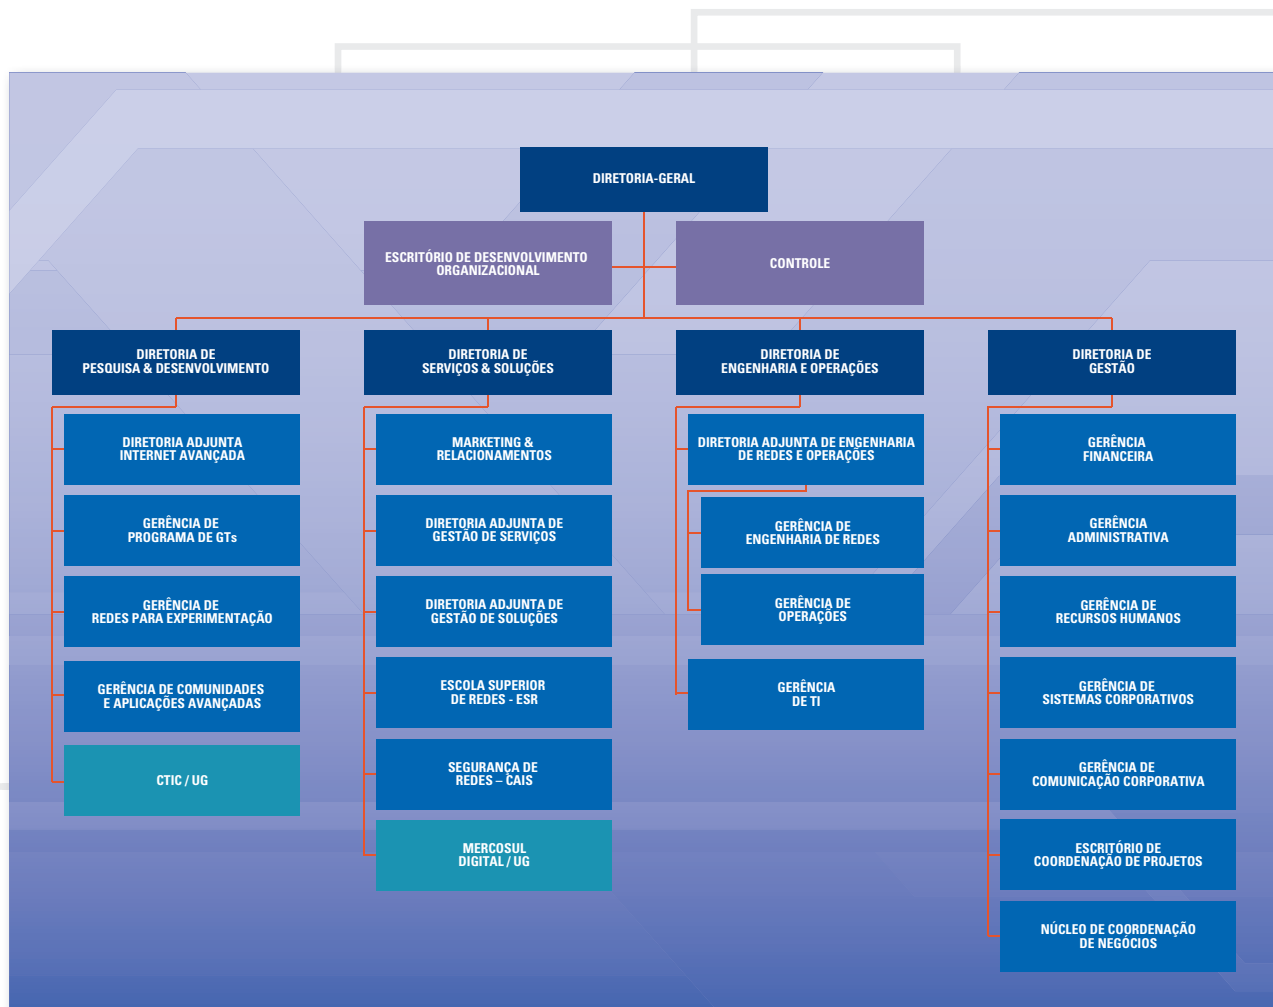 DIRETORIA-GERAL
ESCRITÓRIO DE DESENVOLVIMENTO
ORGANIZACIONAL
CONTROLE
DIRETORIA DE
PESQUISA & DESENVOLVIMENTO
DIRETORIA ADJUNTA
INTERNET AVANÇADA
GERÊNCIA DE
PROGRAMA DE GTs
GERÊNCIA DE
REDES PARA EXPERIMENTAÇÃO
GERÊNCIA DE COMUNIDADES
E APLICAÇÕES AVANÇADAS
CTIC / UG
DIRETORIA DE
SERVIÇOS & SOLUÇÕES
MARKETING &
RELACIONAMENTOS
DIRETORIA ADJUNTA DE
GESTÃO DE SERVIÇOS
DIRETORIA ADJUNTA DE
GESTÃO DE SOLUÇÕES
ESCOLA SUPERIOR
DE REDES - ESR
SEGURANÇA DE
REDES – CAIS
MERCOSUL
DIGITAL / UG
DIRETORIA DE
ENGENHARIA E OPERAÇÕES
DIRETORIA ADJUNTA DE ENGENHARIA
DE REDES E OPERAÇÕES
GERÊNCIA DE
ENGENHARIA DE REDES
GERÊNCIA DE
OPERAÇÕES
GERÊNCIA
DE TI
DIRETORIA DE
GESTÃO
GERÊNCIA
FINANCEIRA
GERÊNCIA
ADMINISTRATIVA
GERÊNCIA DE
RECURSOS HUMANOS
GERÊNCIA DE
SISTEMAS CORPORATIVOS
GERÊNCIA DE
COMUNICAÇÃO CORPORATIVA
ESCRITÓRIO DE
COORDENAÇÃO DE PROJETOS
NÚCLEO DE COORDENAÇÃO
DE NEGÓCIOS